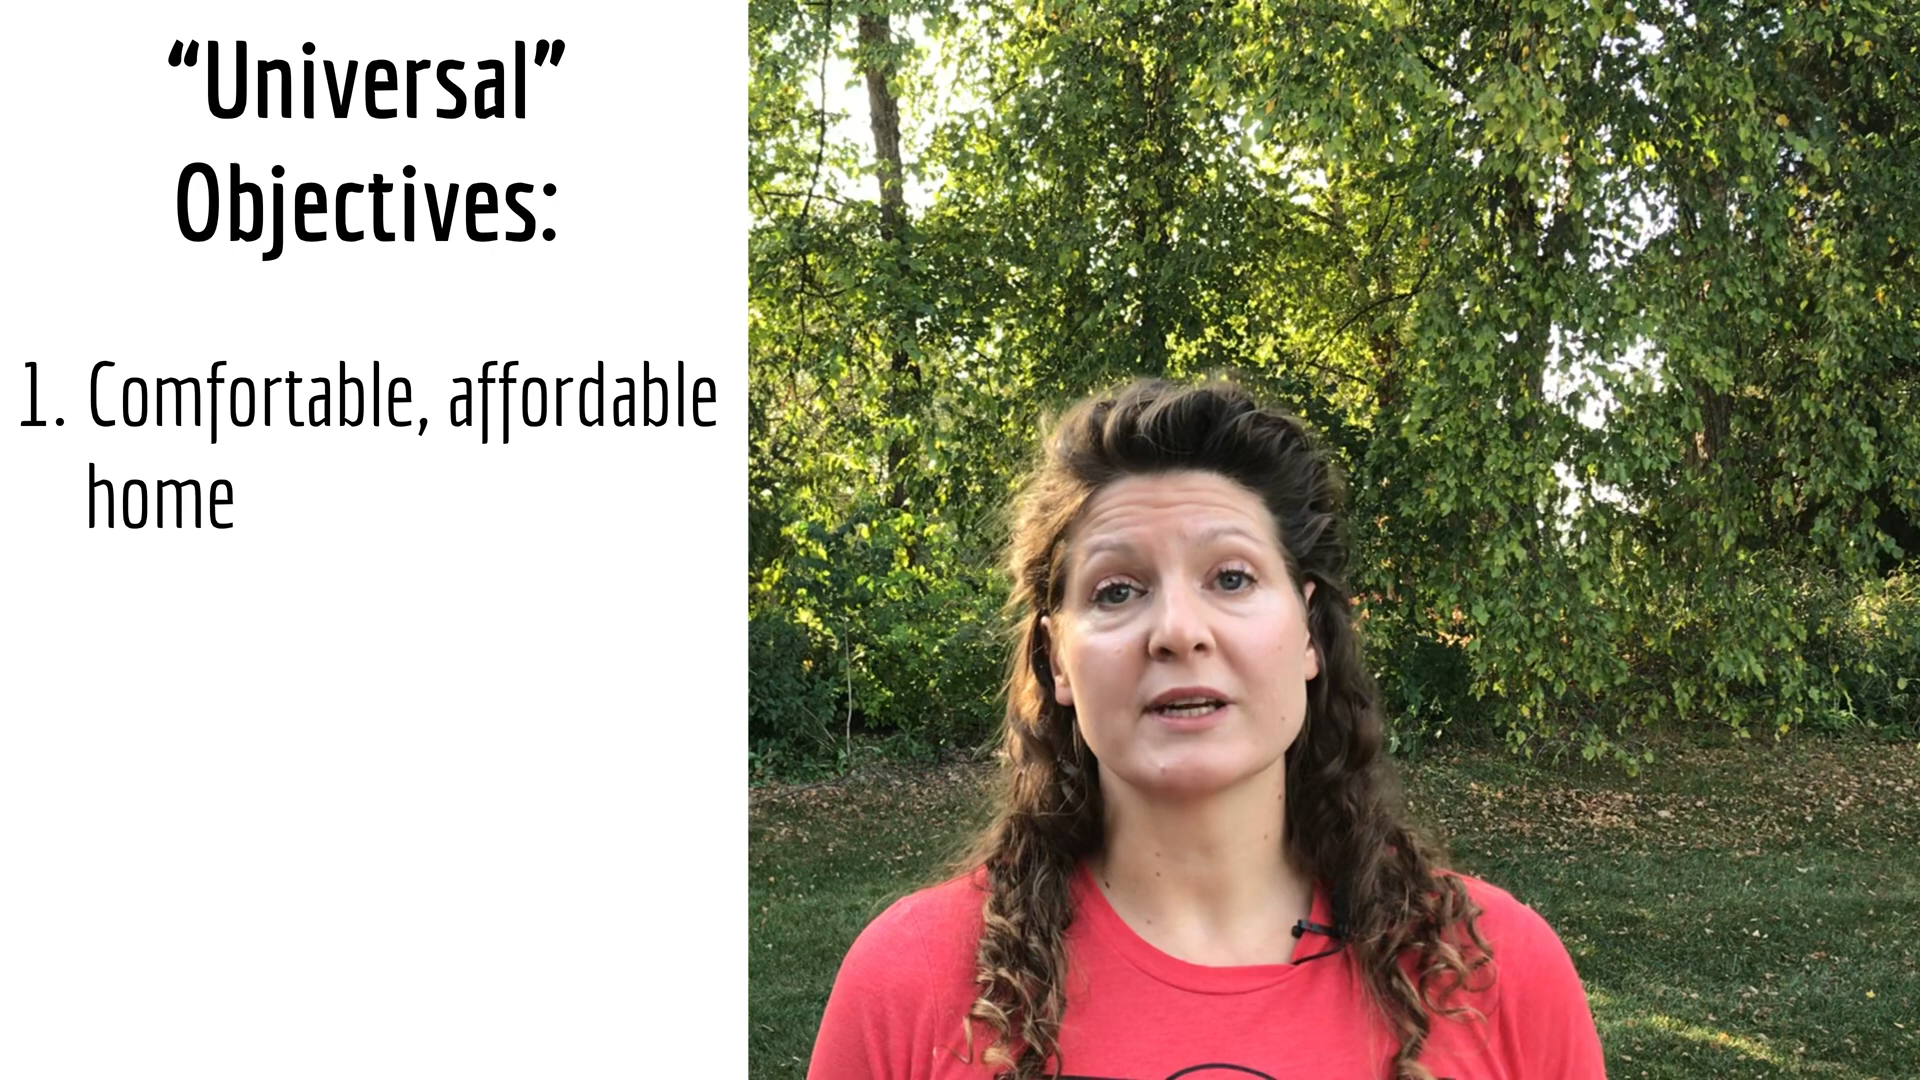 “Universal”
Objectives:
1. Comfortable, affordable
home